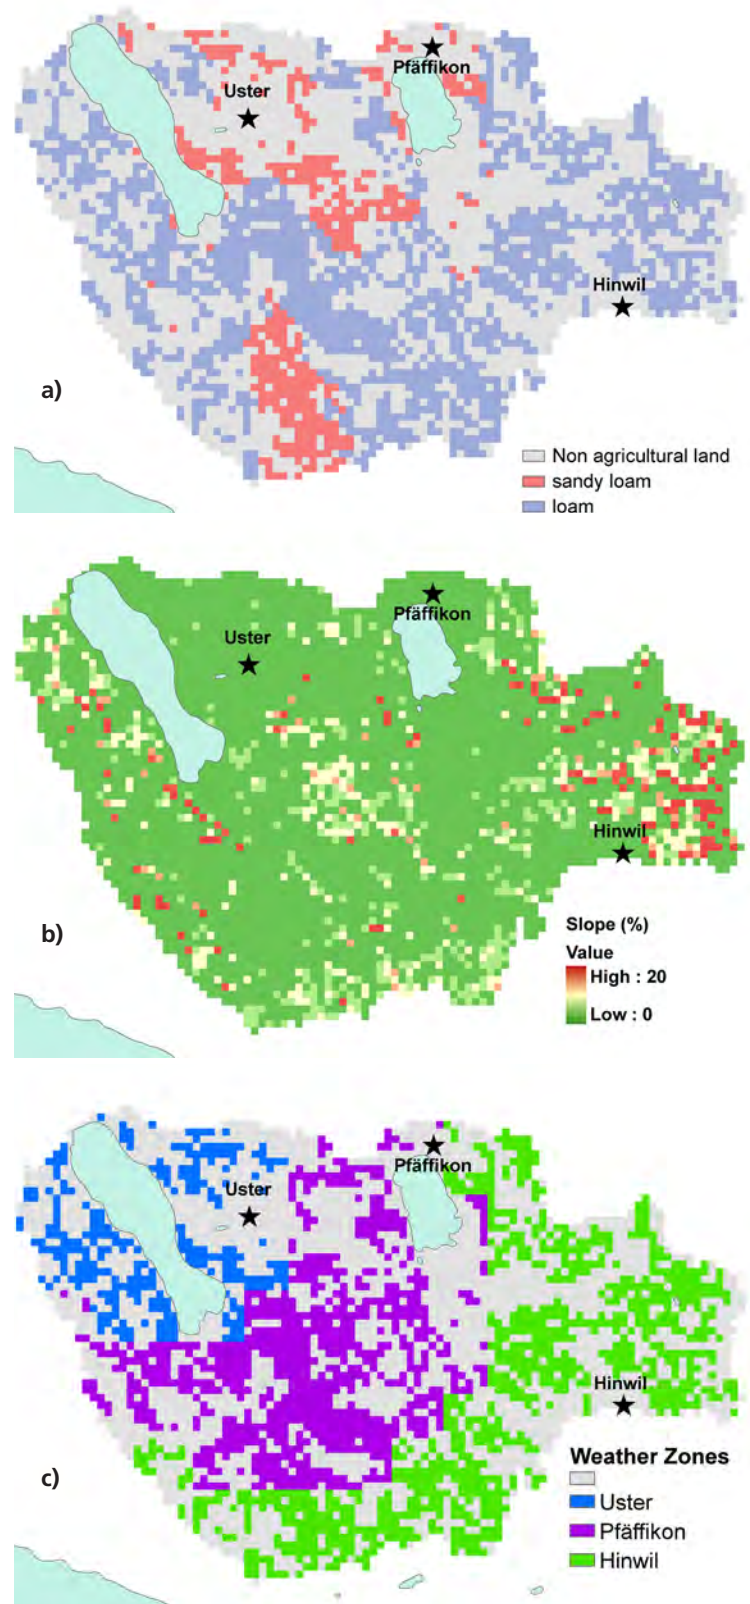 Pfäffikon
Uster
Hinwil
a)
Non agricultural land
sandy loam
loam
Pfäffikon
Uster
Hinwil
b)
Slope (%)
Value
High : 20
Low : 0
Pfäffikon
Uster
Hinwil
Weather Zones
c)
Uster
Pfäffikon
Hinwil